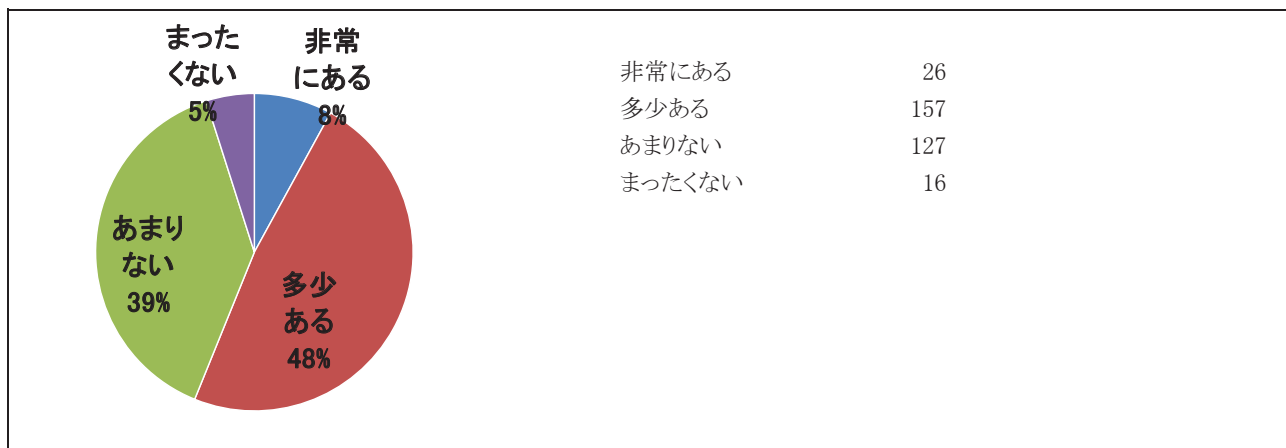 まった
くない
5%
非常
にある
8%
あまり
ない
39%
多少
ある
48%
非常にある 26
多少ある 157
あまりない 127
まったくない 16